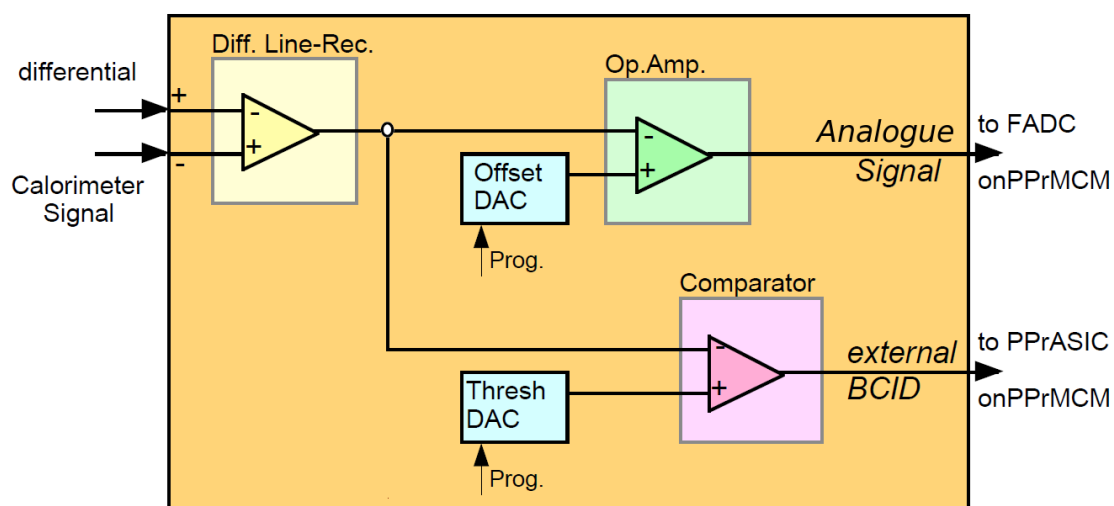 Diff. Line-Rec.
differential
+
-
-
+
Calorimeter
Signal
Op.Amp.
-
+
Offset
DAC
Prog.
Analogue
Signal
to FADC
onPPrMCM
Comparator
-
+
Thresh
DAC
Prog.
external
BCID
to PPrASIC
onPPrMCM